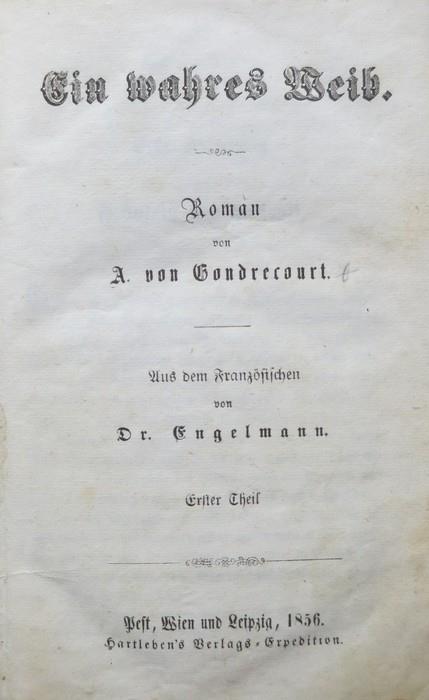 Ein wahres Weib.
Roman
von
A. von Gondrecourt.
Aus dem Französischen
von
Dr. Engelmann.
Erster Theil
Pest, Wien und Leipzig, 1856.
Hartleben's Verlags-Expedition.